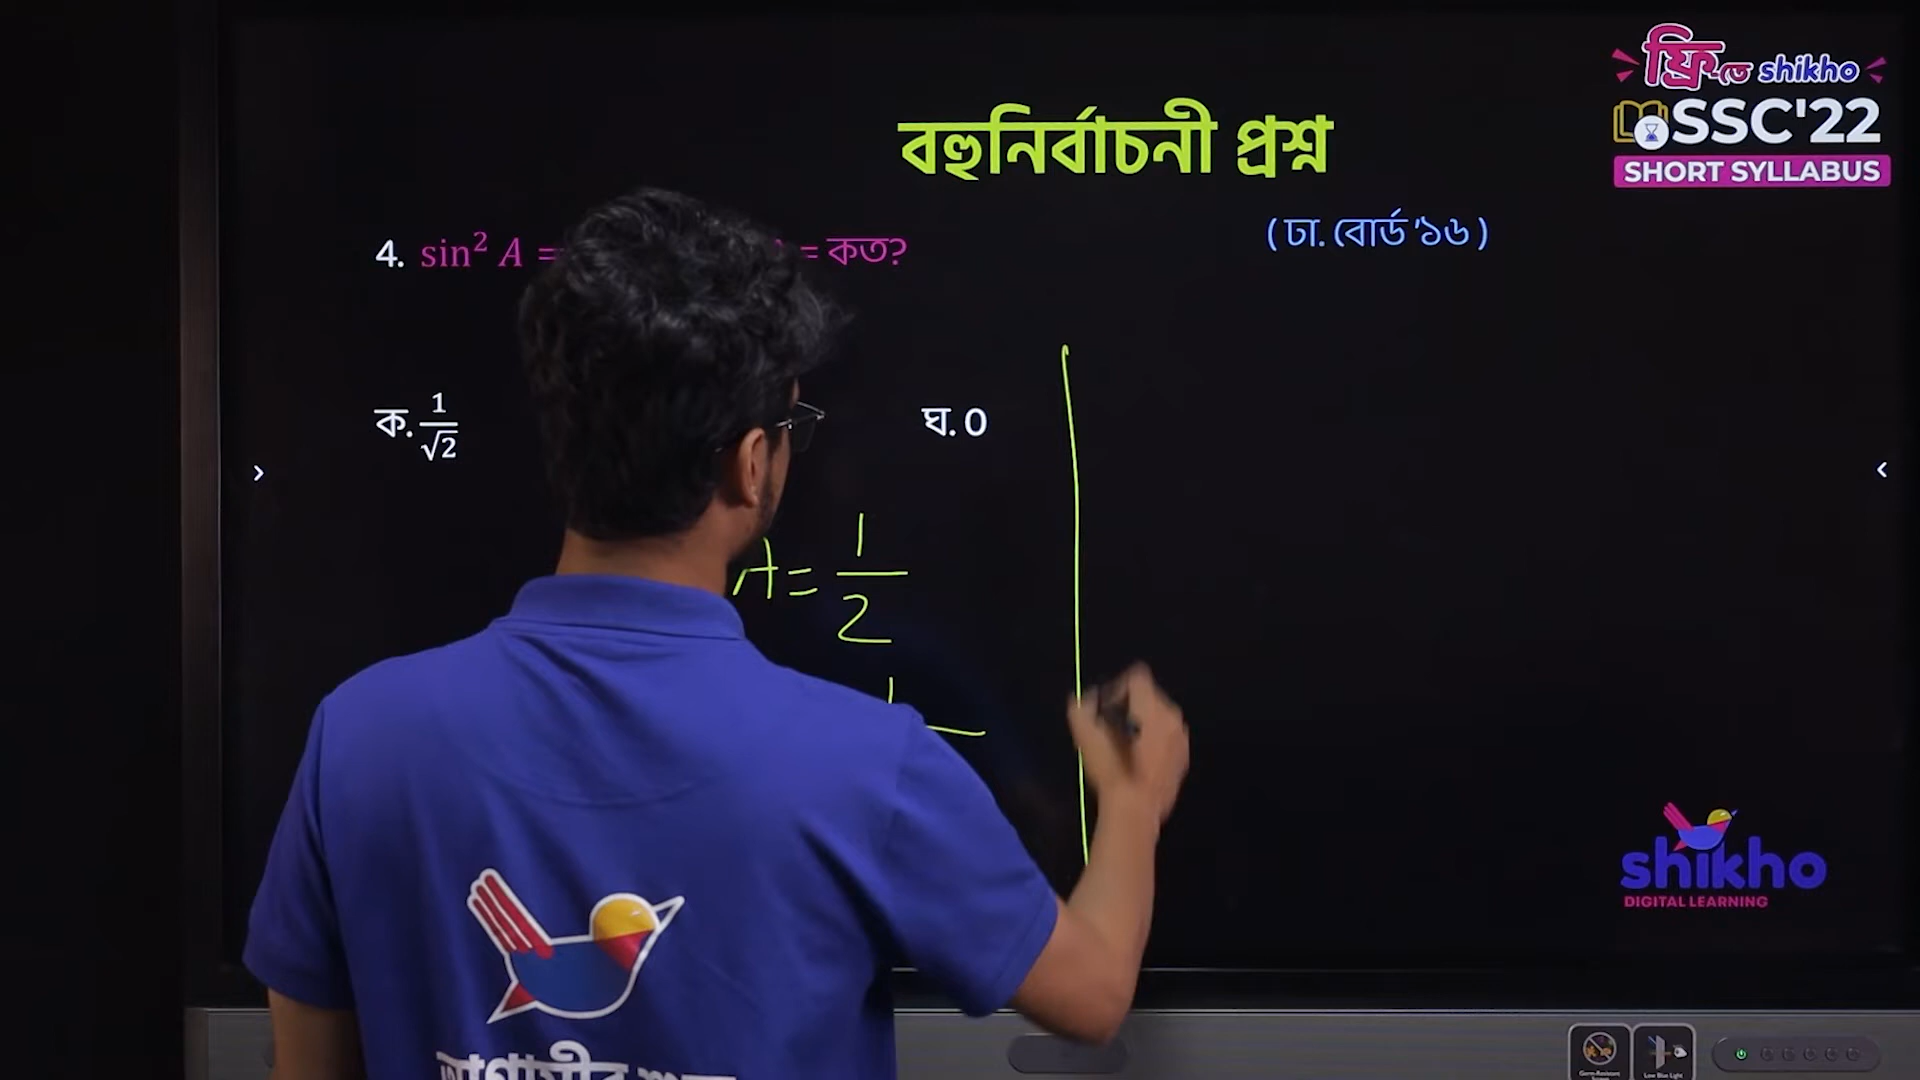 ফ্রি-তে shikho
SSC'22
SHORT SYLLABUS
বহুনির্বাচনী প্রশ্ন
( ঢা. বোর্ড '১৬ )
4. sin² A = = কত?
ক. 1/√2
ঘ. 0
A = 1/2
1
shikho
DIGITAL LEARNING